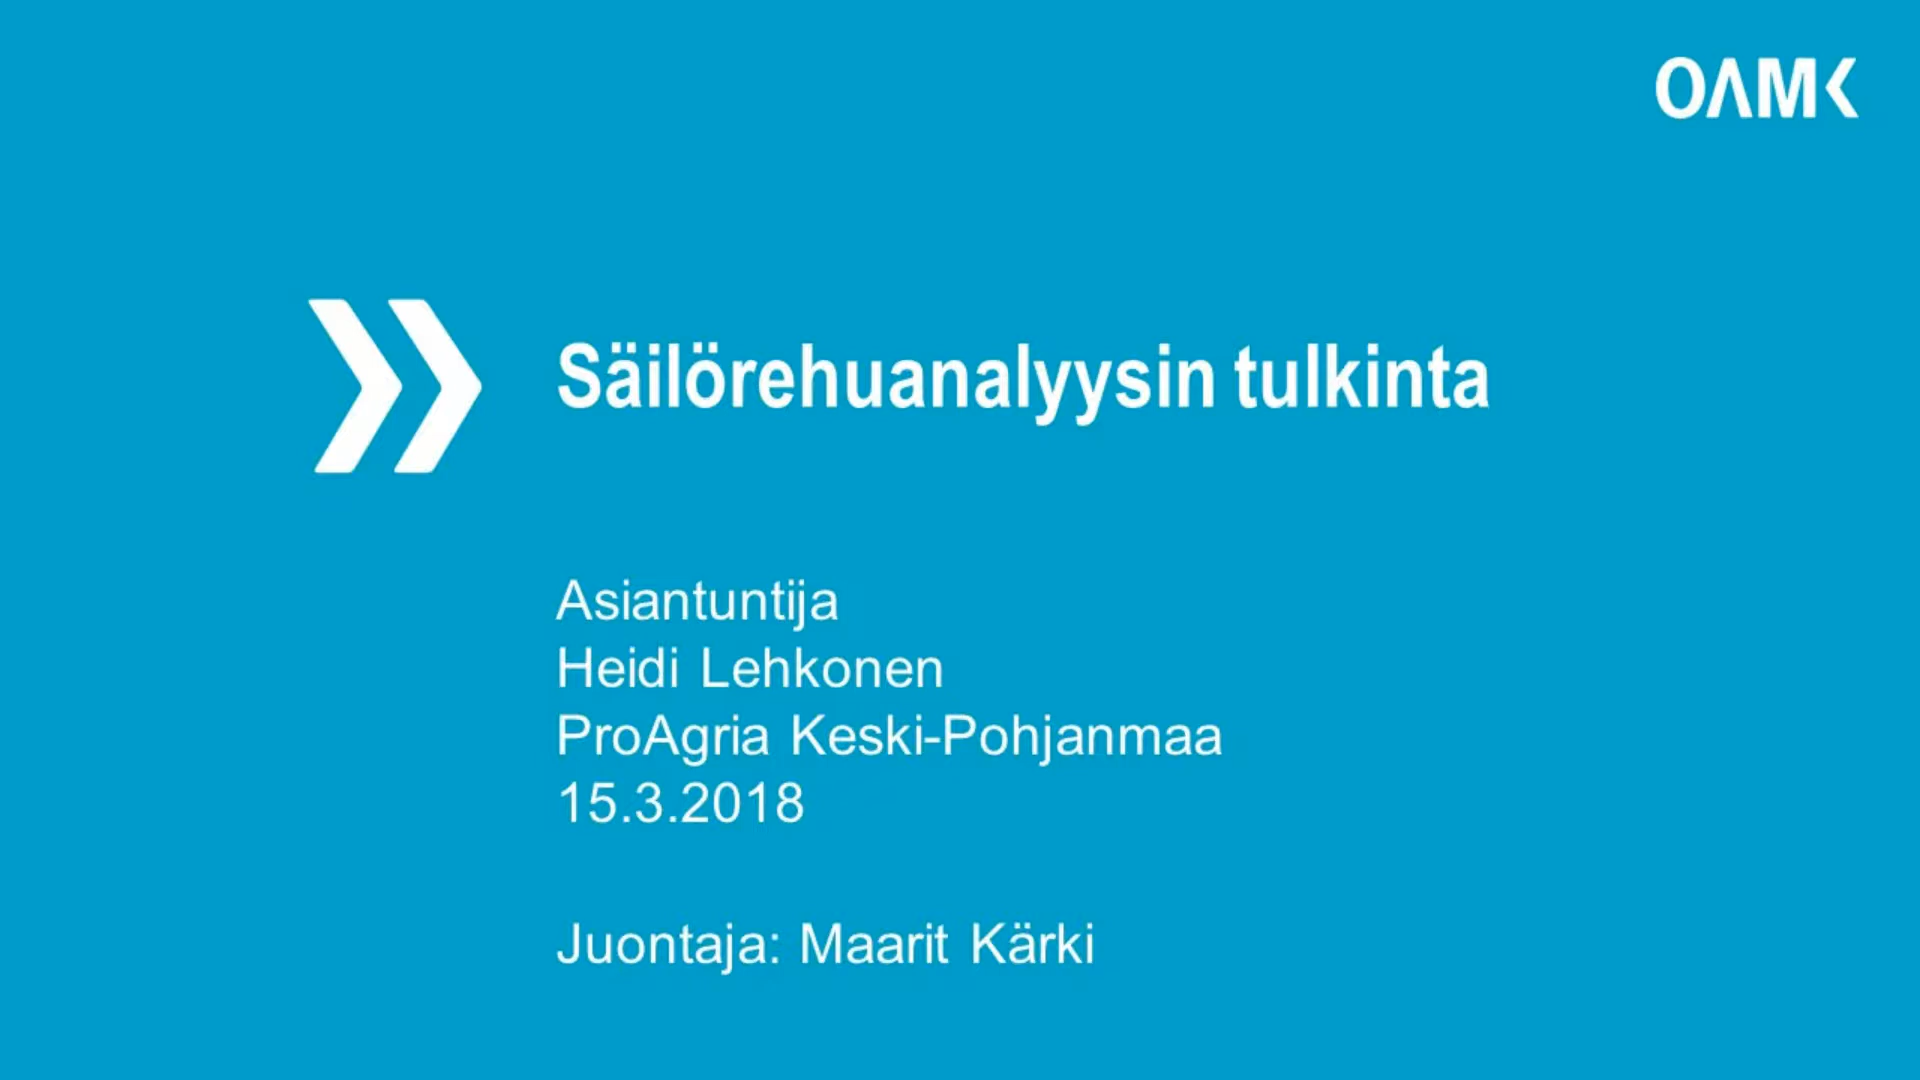 OAMK
Säilörehuanalyysin tulkinta
Asiantuntija
Heidi Lehkonen
ProAgria Keski-Pohjanmaa
15.3.2018
Juontaja: Maarit Kärki